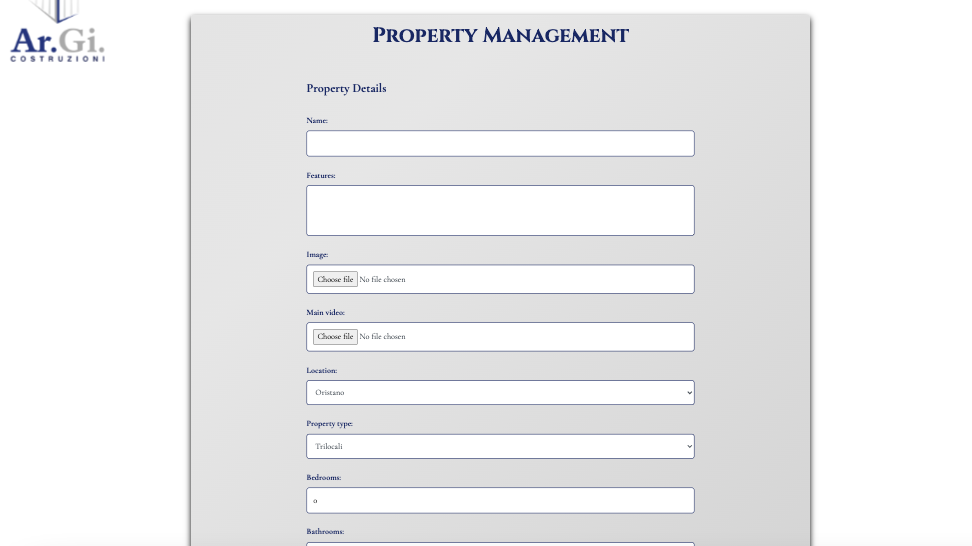 Ar.Gi.
COSTRUZIONI
Property Management
Property Details
Name:
Features:
Image:
Choose file No file chosen
Main video:
Choose file No file chosen
Location:
Oristano
Property type:
Trilocali
Bedrooms:
0
Bathrooms: